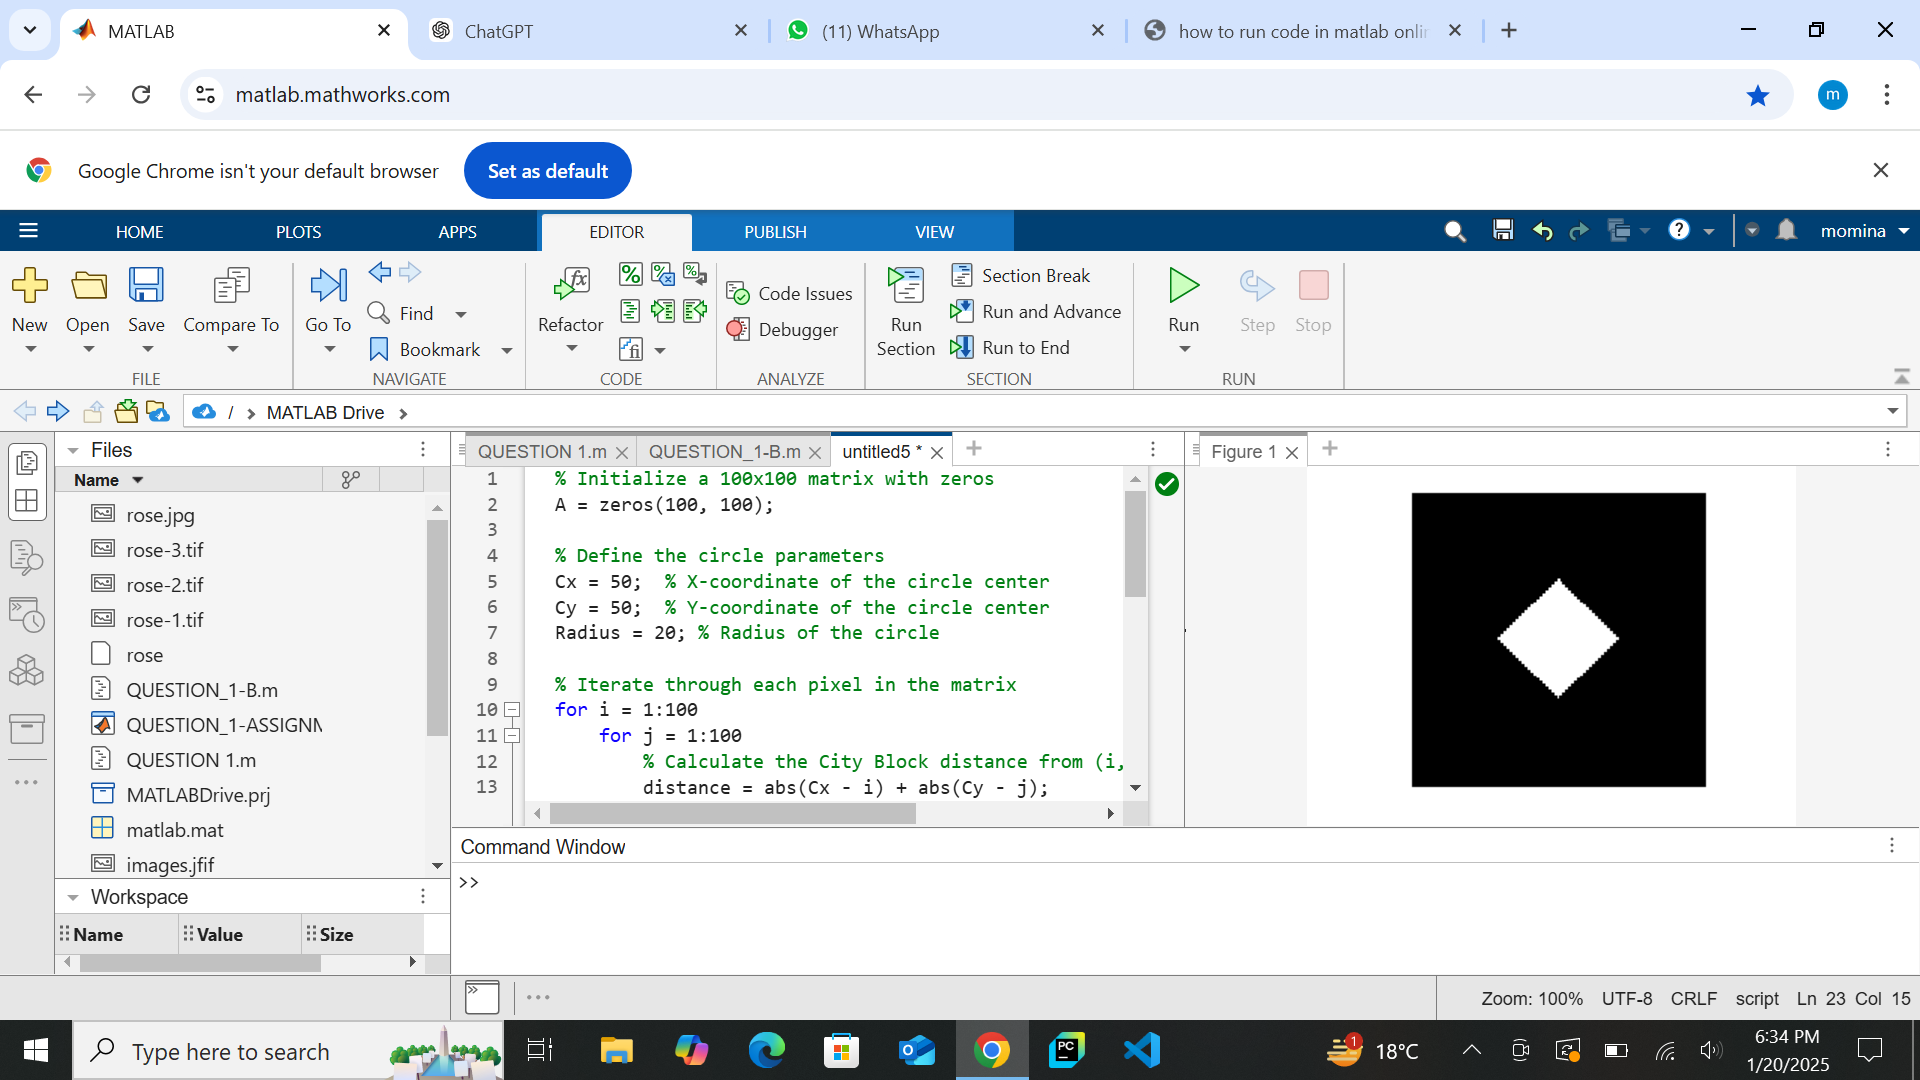 MATLAB
ChatGPT
(11) WhatsApp
how to run code in matlab onli
matlab.mathworks.com
m
Google Chrome isn't your default browser
Set as default
HOME
PLOTS
APPS
EDITOR
PUBLISH
VIEW
momina
New
Open
Save
Compare To
FILE
Go To
Find
Bookmark
NAVIGATE
Refactor
CODE
Code Issues
Debugger
ANALYZE
Run Section
Section Break
Run and Advance
Run to End
SECTION
Run
Step
Stop
RUN
/ MATLAB Drive
Files
Name
rose.jpg
rose-3.tif
rose-2.tif
rose-1.tif
rose
QUESTION_1-B.m
QUESTION_1-ASSIGNM
QUESTION 1.m
MATLABDrive.prj
matlab.mat
images.jfif
Workspace
Name Value Size
QUESTION 1.m
QUESTION_1-B.m
untitled5 *
1 % Initialize a 100x100 matrix with zeros
2 A = zeros(100, 100);
3
4 % Define the circle parameters
5 Cx = 50; % X-coordinate of the circle center
6 Cy = 50; % Y-coordinate of the circle center
7 Radius = 20; % Radius of the circle
8
9 % Iterate through each pixel in the matrix
10 for i = 1:100
11 for j = 1:100
12 % Calculate the City Block distance from (i,
13 distance = abs(Cx - i) + abs(Cy - j);
Figure 1
Command Window
>>
Zoom: 100% UTF-8 CRLF script Ln 23 Col 15
Type here to search
PC
1
18°C
6:34 PM
1/20/2025